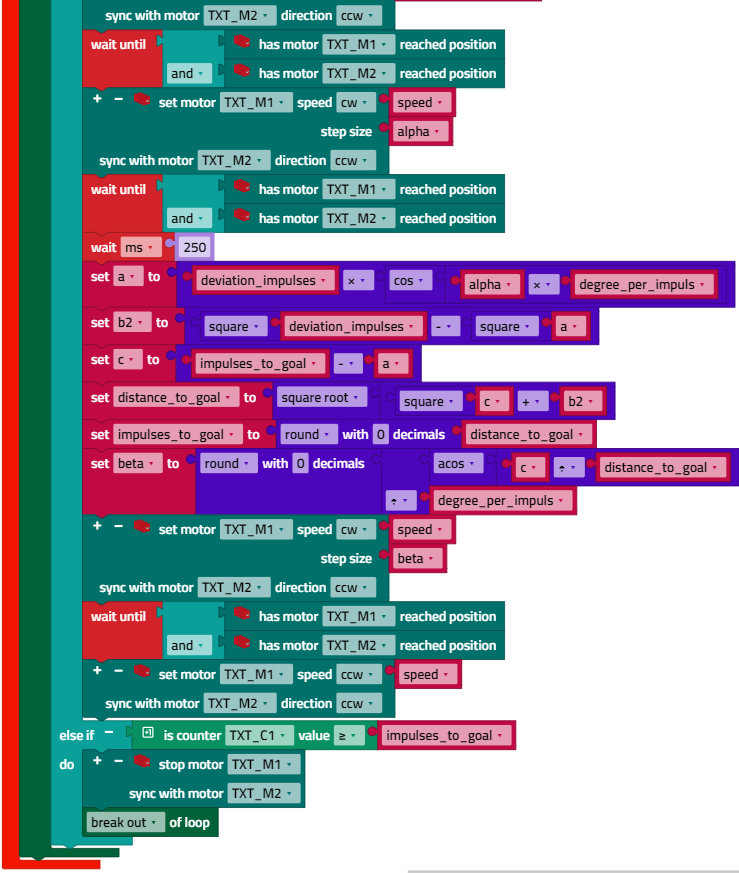 sync with motor TXT_M2 direction ccw
wait until has motor TXT_M1 reached position
and has motor TXT_M2 reached position
+ − set motor TXT_M1 speed cw speed
step size alpha
sync with motor TXT_M2 direction ccw
wait until has motor TXT_M1 reached position
and has motor TXT_M2 reached position
wait ms 250
set a to deviation_impulses × cos alpha × degree_per_impuls
set b2 to square deviation_impulses - square a
set c to impulses_to_goal - a
set distance_to_goal to square root square c + b2
set impulses_to_goal to round with 0 decimals distance_to_goal
set beta to round with 0 decimals acos c ÷ distance_to_goal
÷ degree_per_impuls
+ − set motor TXT_M1 speed cw speed
step size beta
sync with motor TXT_M2 direction ccw
wait until has motor TXT_M1 reached position
and has motor TXT_M2 reached position
+ − set motor TXT_M1 speed ccw speed
sync with motor TXT_M2 direction ccw
else if − is counter TXT_C1 value ≥ impulses_to_goal
do + − stop motor TXT_M1
sync with motor TXT_M2
break out of loop